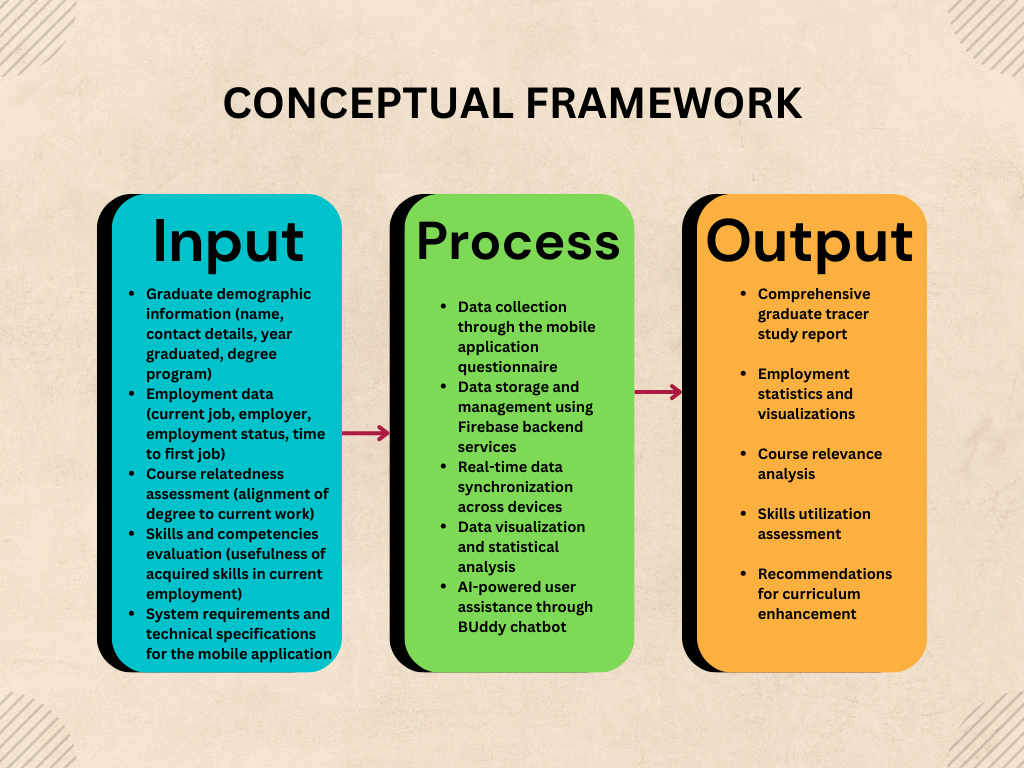 CONCEPTUAL FRAMEWORK
Input
• Graduate demographic
information (name,
contact details, year
graduated, degree
program)
• Employment data
(current job, employer,
employment status, time
to first job)
• Course relatedness
assessment (alignment of
degree to current work)
• Skills and competencies
evaluation (usefulness of
acquired skills in current
employment)
• System requirements and
technical specifications
for the mobile application
Process
• Data collection
through the mobile
application
questionnaire
• Data storage and
management using
Firebase backend
services
• Real-time data
synchronization
across devices
• Data visualization
and statistical
analysis
• AI-powered user
assistance through
BUddy chatbot
Output
• Comprehensive
graduate tracer
study report
• Employment
statistics and
visualizations
• Course relevance
analysis
• Skills utilization
assessment
• Recommendations
for curriculum
enhancement